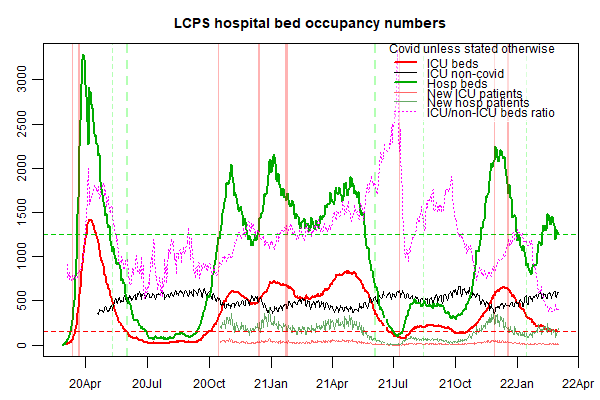 LCPS hospital bed occupancy numbers
Covid unless stated otherwise
ICU beds
ICU non-covid
Hosp beds
New ICU patients
New hosp patients
ICU/non-ICU beds ratio
3000
2500
2000
1500
1000
500
0
20Apr 20Jul 20Oct 21Jan 21Apr 21Jul 21Oct 22Jan 22Apr